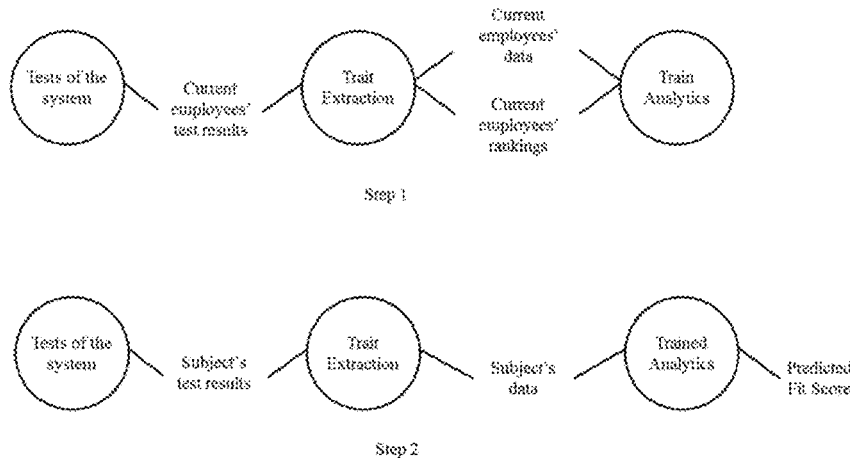 Tests of the
system
Current
employees'
test results
Trait
Extraction
Current
employees'
data
Current
employees'
rankings
Train
Analytics
Step 1
Tests of the
system
Subject's
test results
Trait
Extraction
Subject's
data
Trained
Analytics
Predicted
Fit Score
Step 2